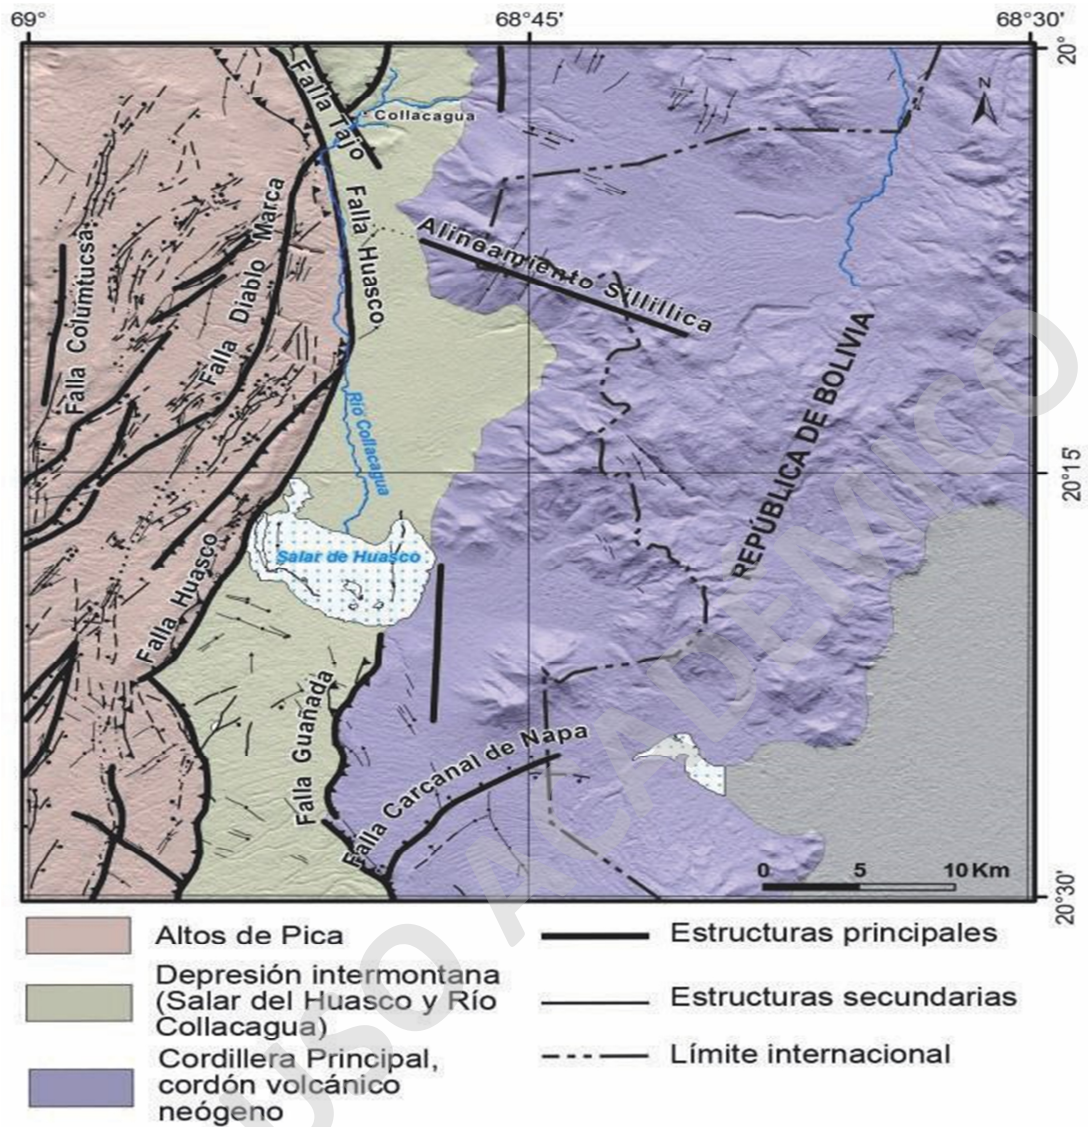 69°
68°45'
68°30'
20°
N
Falla Tajo
Collacagua
Falla Huasco
Falla Diablo Marca
Falla Columtucsa
Alineamiento Sillillica
REPÚBLICA DE BOLIVIA
Río Collacagua
20°15'
Salar de Huasco
Falla Huasco
Falla Guañada
Falla Carcanal de Napa
0 5 10 Km
20°30'
USO ACADEMICO
Altos de Pica
Depresión intermontana
(Salar del Huasco y Río
Collacagua)
Cordillera Principal,
cordón volcánico
neógeno
Estructuras principales
Estructuras secundarias
Límite internacional